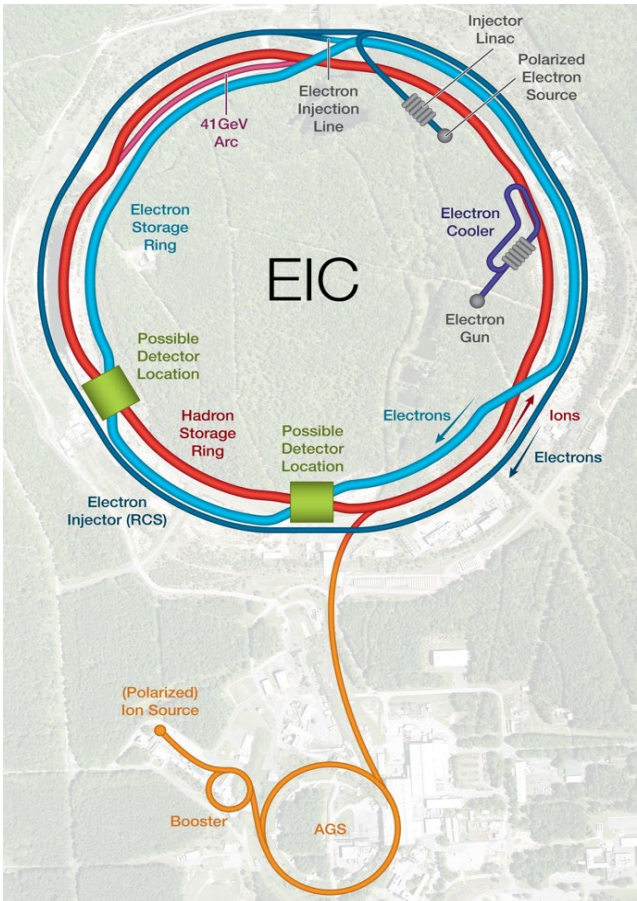 Injector
Linac
Polarized
Electron
Source
Electron
Injection
Line
41GeV
Arc
Electron
Storage
Ring
Electron
Cooler
EIC
Electron
Gun
Possible
Detector
Location
Hadron
Storage
Ring
Possible
Detector
Location
Electrons
Ions
Electrons
Electron
Injector (RCS)
(Polarized)
Ion Source
Booster
AGS